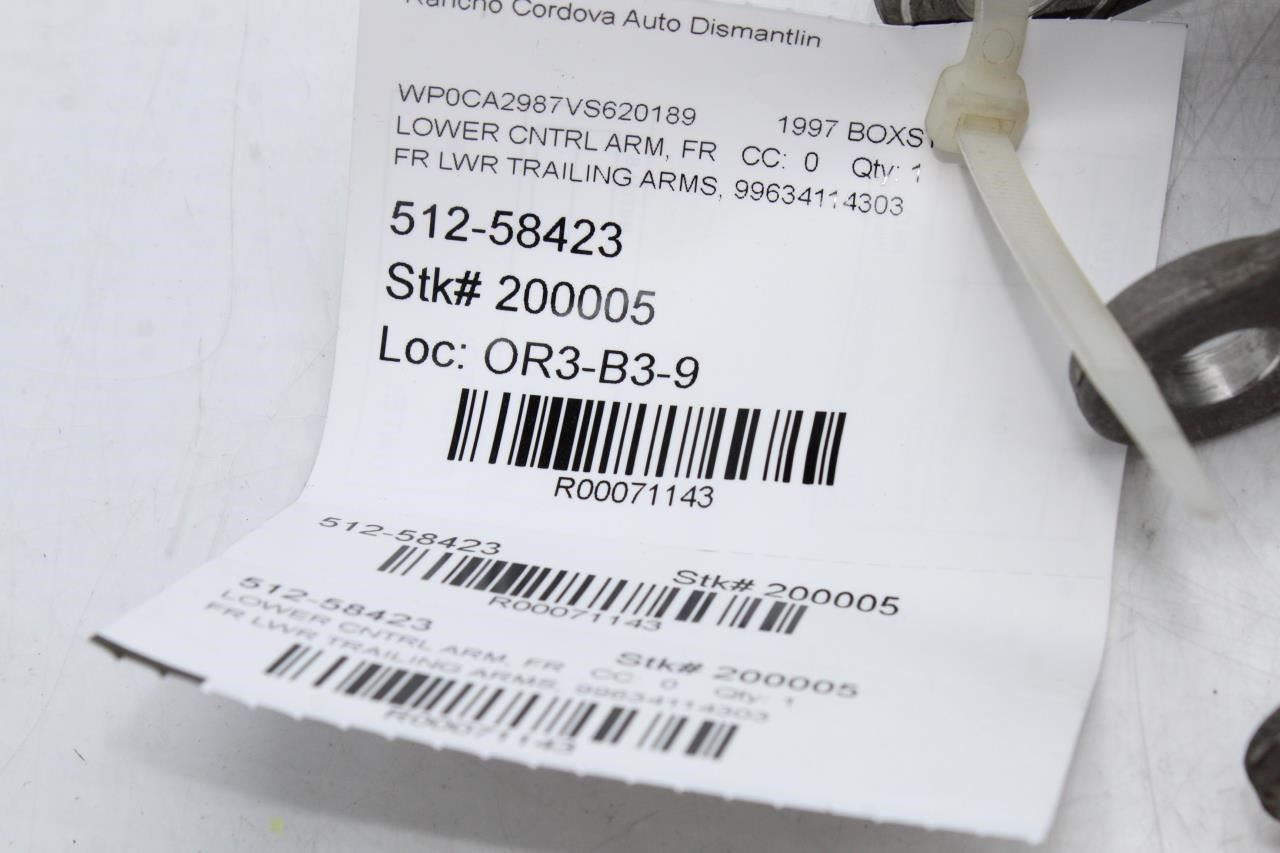 Rancho Cordova Auto Dismantlin
WP0CA2987VS620189 1997 BOXS
LOWER CNTRL ARM, FR CC: 0 Qty: 1
FR LWR TRAILING ARMS, 99634114303
512-58423
Stk# 200005
Loc: OR3-B3-9
R00071143
512-58423 Stk# 200005
R00071143
512-58423 Stk# 200005
LOWER CNTRL ARM, FR CC: 0 Qty: 1
FR LWR TRAILING ARMS, 99634114303
R00071143